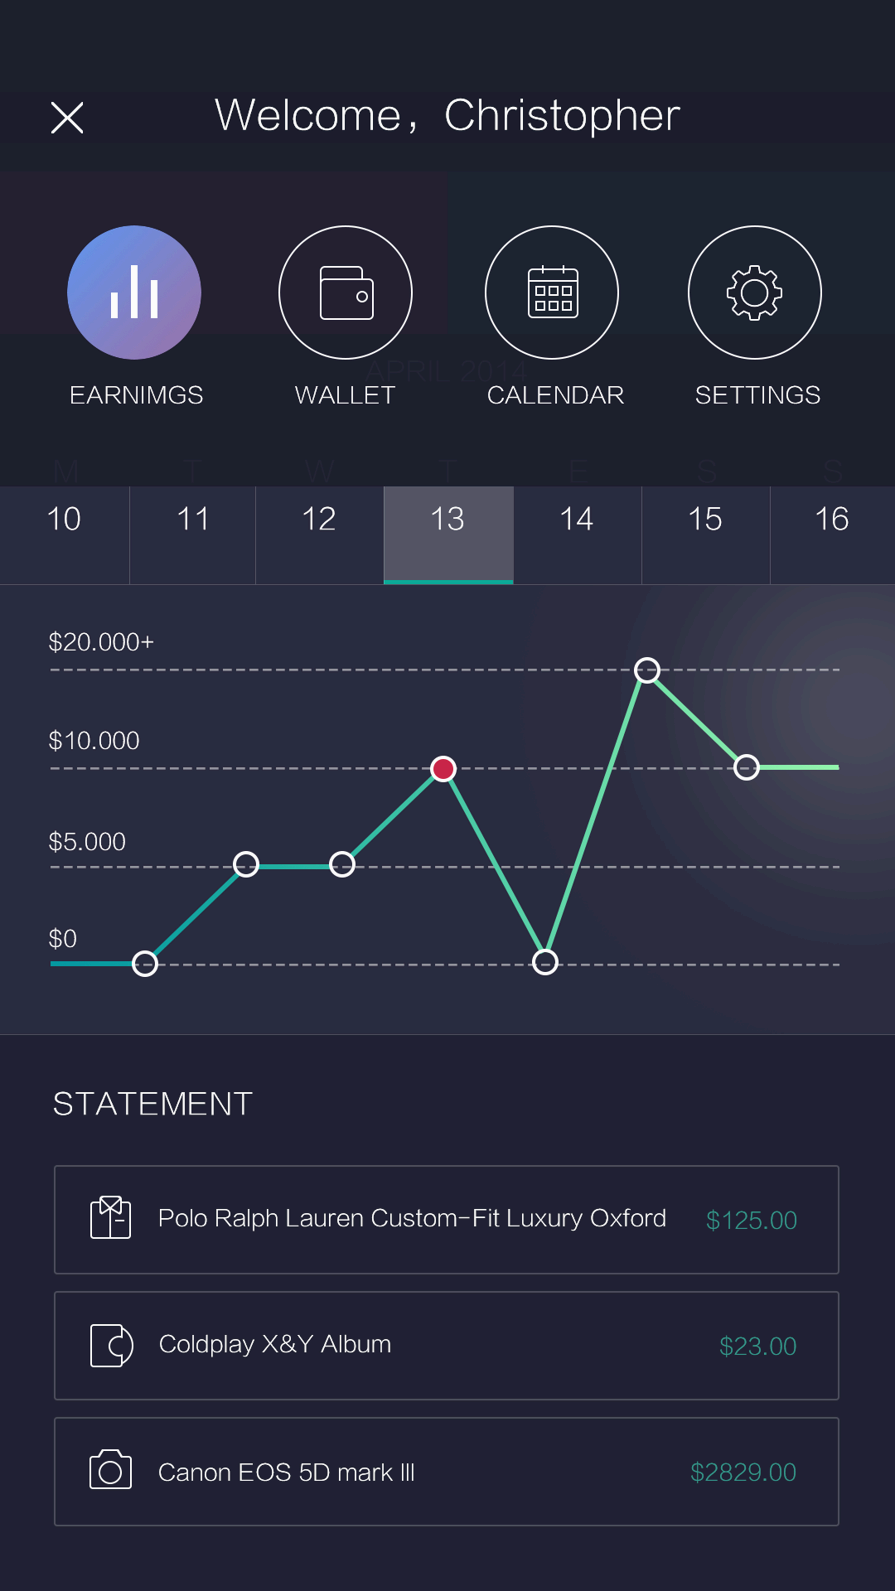 Welcome, Christopher
APRIL 2014
EARNIMGS WALLET CALENDAR SETTINGS
M T W T E S S
10 11 12 13 14 15 16
$20.000+
$10.000
$5.000
$0
STATEMENT
Polo Ralph Lauren Custom-Fit Luxury Oxford $125.00
Coldplay X&Y Album $23.00
Canon EOS 5D mark III $2829.00